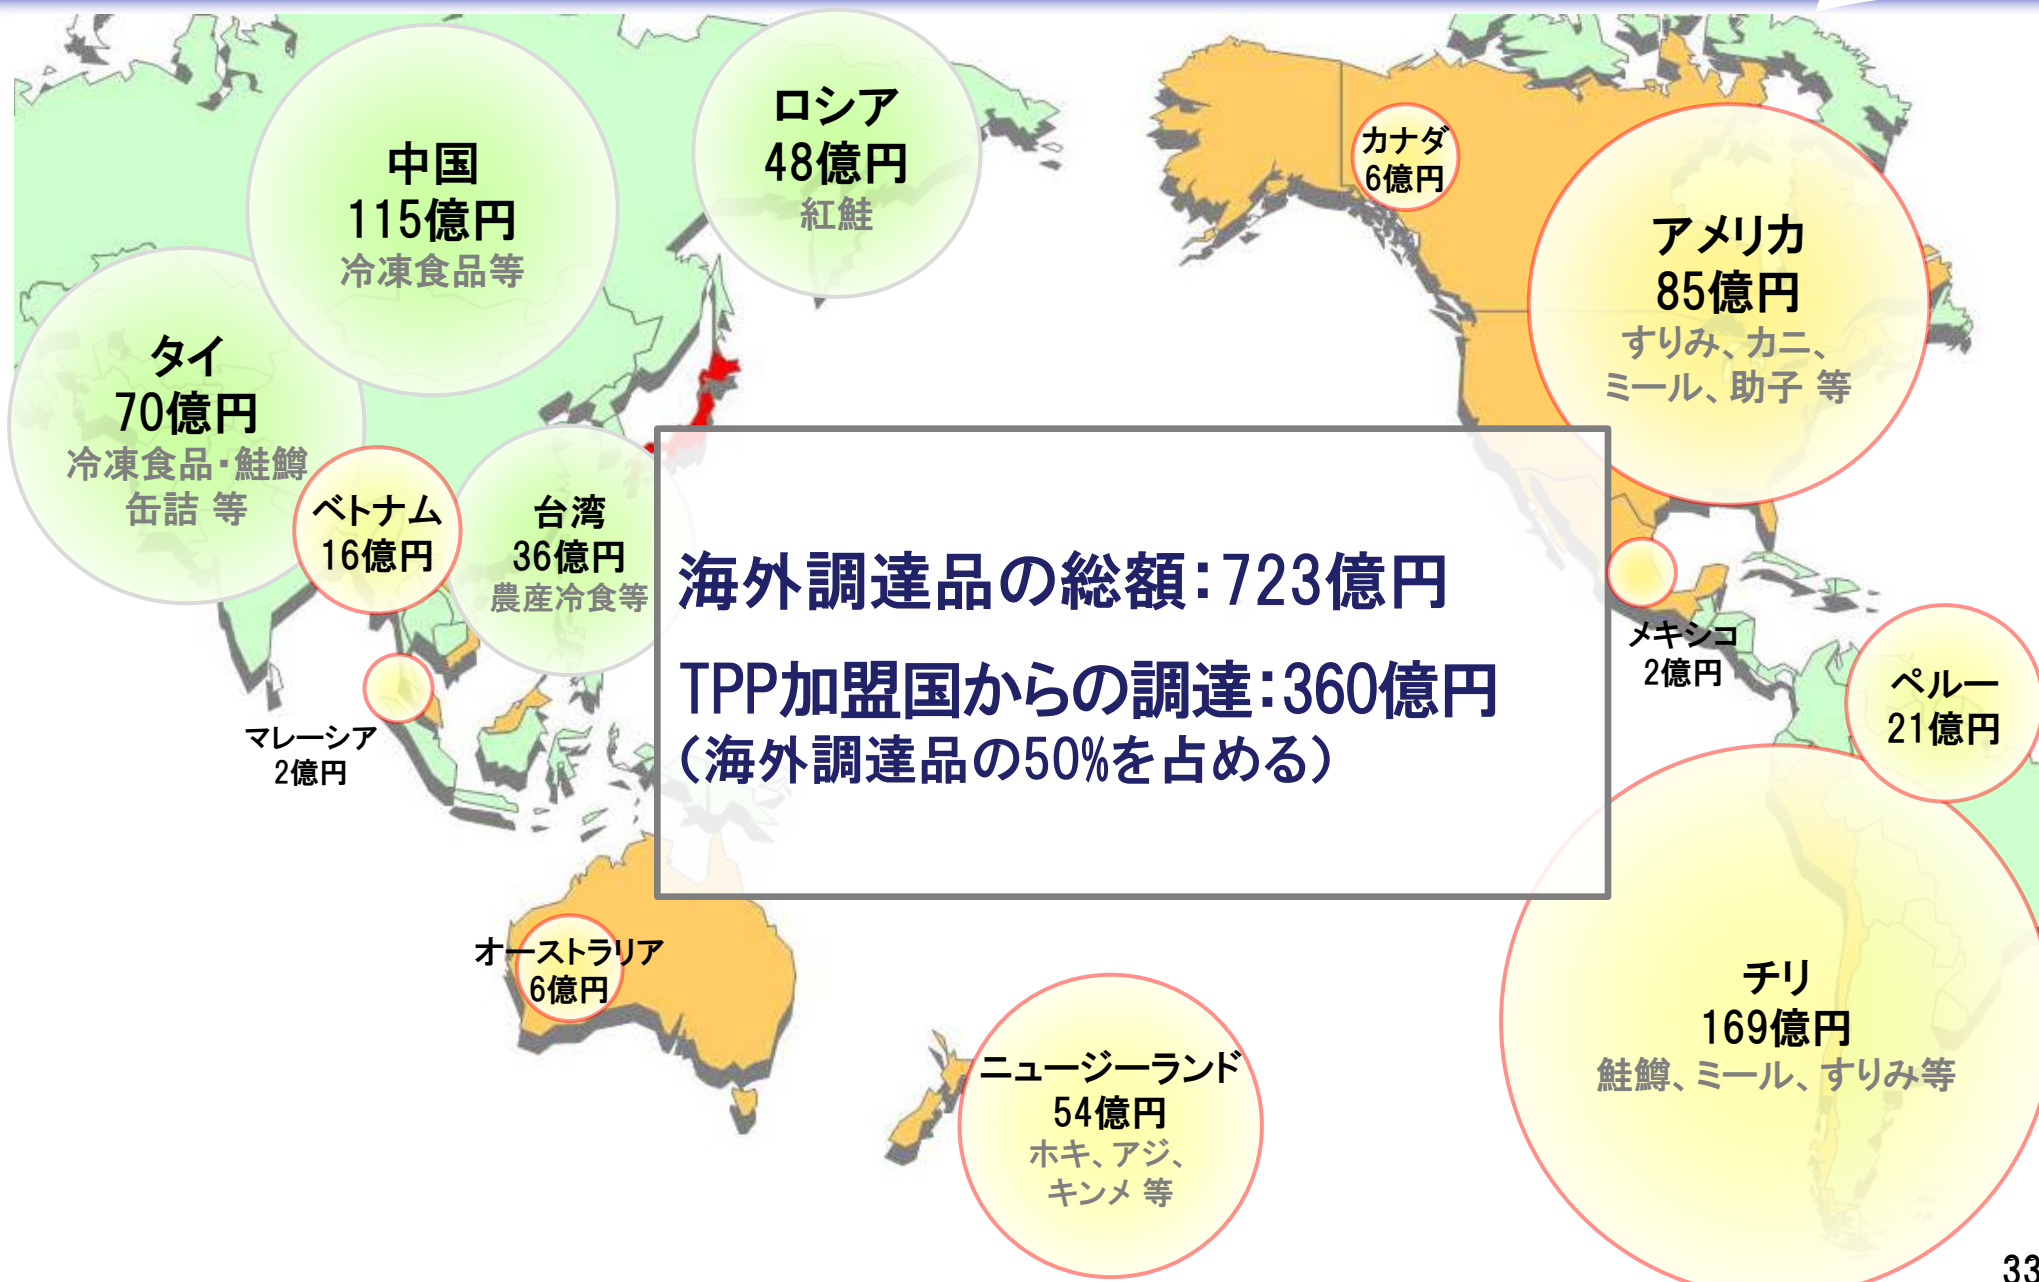 ロシア
48億円
紅鮭
中国
115億円
冷凍食品等
カナダ
6億円
アメリカ
85億円
すりみ、カニ、
ミール、助子 等
タイ
70億円
冷凍食品・鮭鱒
缶詰 等
ベトナム
16億円
台湾
36億円
農産冷食等
海外調達品の総額：723億円
TPP加盟国からの調達：360億円
（海外調達品の50%を占める）
メキシコ
2億円
ペルー
21億円
マレーシア
2億円
オーストラリア
6億円
ニュージーランド
54億円
ホキ、アジ、
キンメ 等
チリ
169億円
鮭鱒、ミール、すりみ等
33